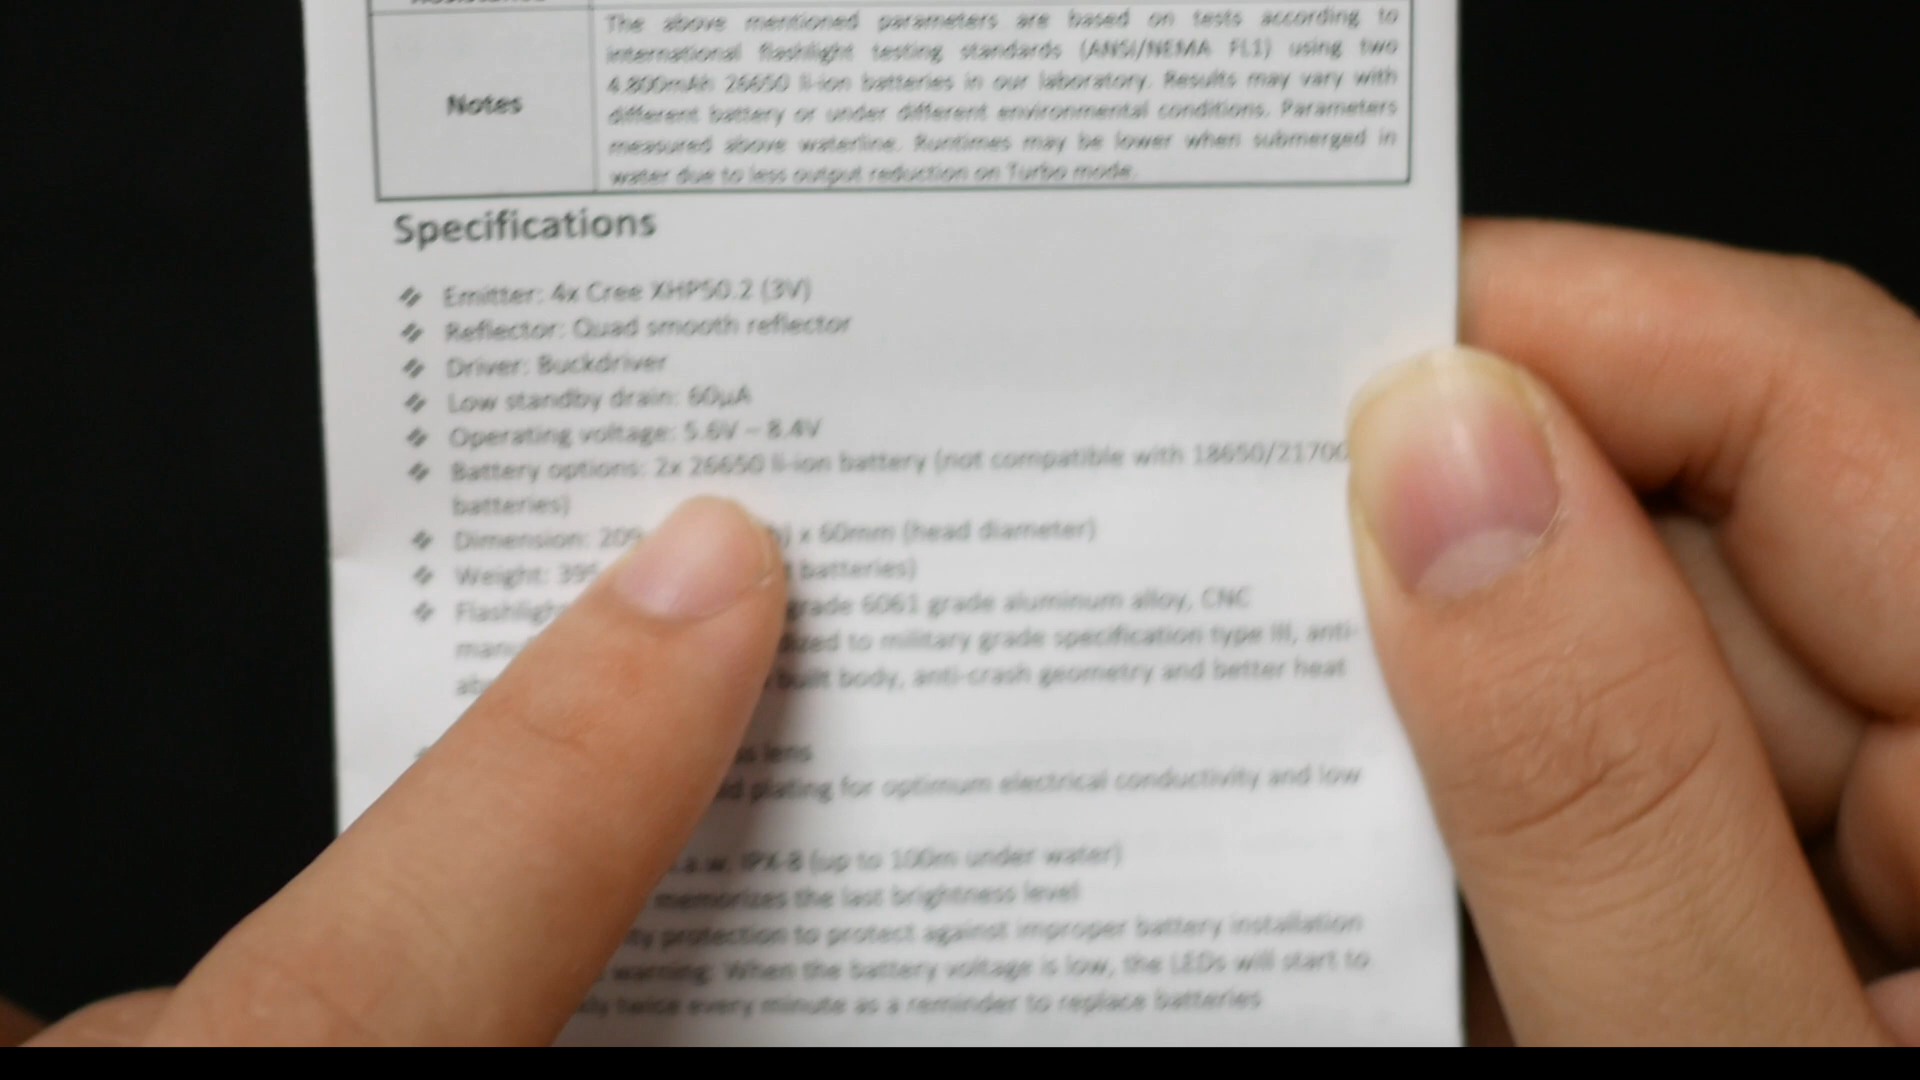 Notes
The above mentioned parameters are based on tests according to
international flashlight testing standards (ANSI/NEMA FL1) using two
4.800mAh 26650 li-ion batteries in our laboratory. Results may vary with
different battery or under different environmental conditions. Parameters
measured above waterline. Runtimes may be lower when submerged in
water due to less output reduction on Turbo mode.
Specifications
Emitter: 4x Cree XHP50.2 (3V)
Reflector: Quad smooth reflector
Driver: Buckdriver
Low standby drain: 60µA
Operating voltage: 5.6V – 8.4V
Battery options: 2x 26650 li-ion battery (not compatible with 18650/21700
batteries)
Dimension: x 60mm (head diameter)
Weight: batteries)
grade 6061 grade aluminum alloy, CNC
to military grade specification type III, anti-
built body, anti-crash geometry and better heat
lens
plating for optimum electrical conductivity and low
IPX-8 (up to 100m under water)
memorizes the last brightness level
protection to protect against improper battery installation
warning: When the battery voltage is low, the LEDs will start to
twice every minute as a reminder to replace batteries